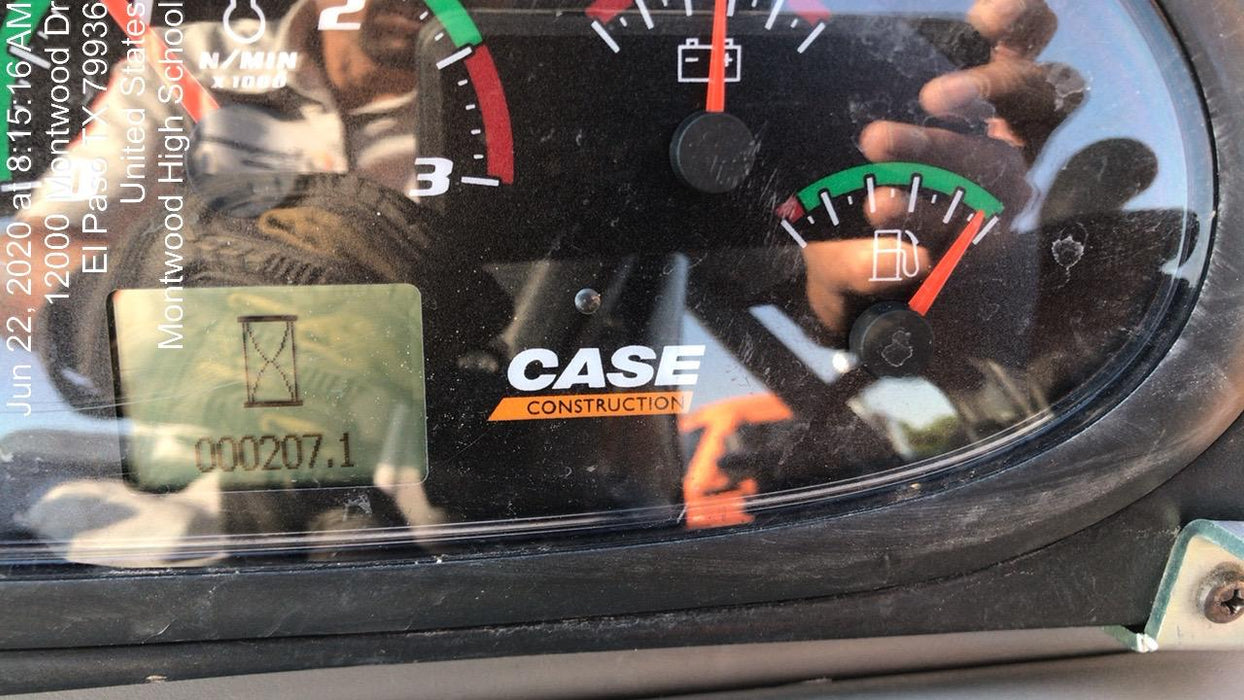 Jun 22, 2020 at 8:15:16 AM
12000 Montwood Dr
El Paso TX 79936
United States
Montwood High School
2
n/min
x 1000
3
CASE
CONSTRUCTION
000207.1